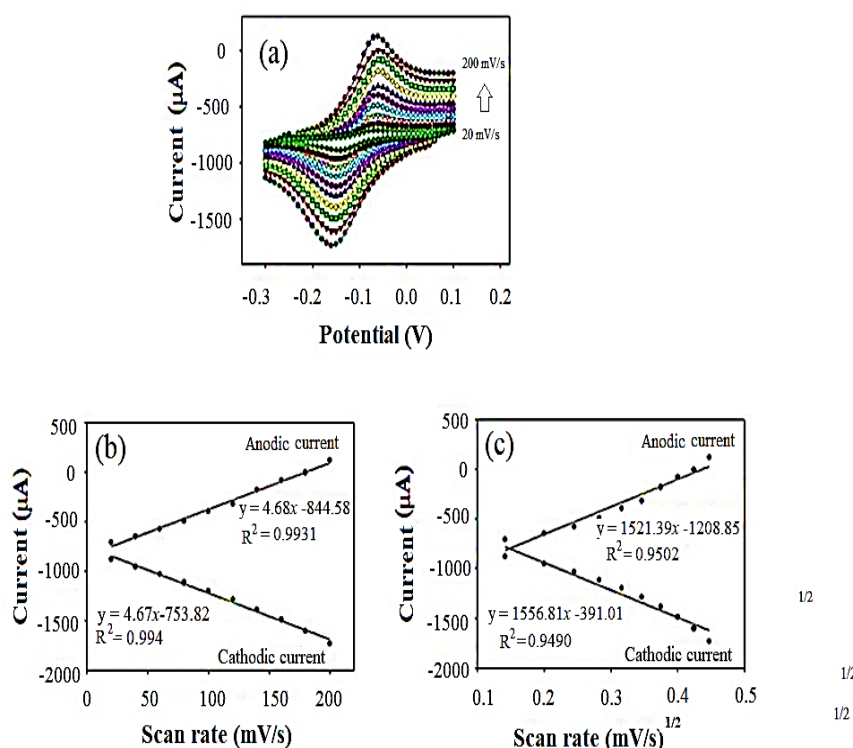 (a)
Current (µA)
0
-500
-1000
-1500
200 mV/s
20 mV/s
-0.3 -0.2 -0.1 0.0 0.1 0.2
Potential (V)
(b)
Current (µA)
500
0
-500
-1000
-1500
-2000
Anodic current
y = 4.68x -844.58
R² = 0.9931
y = 4.67x-753.82
R² = 0.994
Cathodic current
0 50 100 150 200
Scan rate (mV/s)
(c)
Current (µA)
500
0
-500
-1000
-1500
-2000
Anodic current
y = 1521.39x -1208.85
R² = 0.9502
y = 1556.81x -391.01
R² = 0.9490
Cathodic current
0.1 0.2 0.3 0.4 0.5
Scan rate (mV/s)^1/2
1/2
1/2
1/2